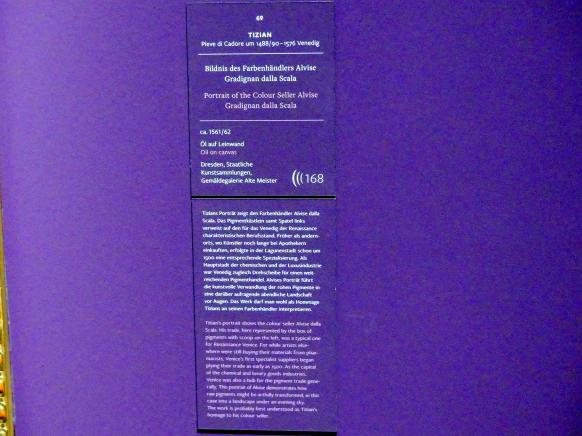 69
TIZIAN
Pieve di Cadore um 1488/90–1576 Venedig
Bildnis des Farbenhändlers Alvise
Gradignan dalla Scala
Portrait of the Colour Seller Alvise
Gradignan dalla Scala
ca. 1561/62
Öl auf Leinwand
Oil on canvas
Dresden, Staatliche
Kunstsammlungen,
Gemäldegalerie Alte Meister
168
Tizians Porträt zeigt den Farbenhändler Alvise dalla
Scala. Das Pigmentkästlein samt Spatel links
verweist auf den für das Venedig der Renaissance
charakteristischen Berufsstand. Früher als andern-
orts, wo Künstler noch lange bei Apothekern
einkauften, erfolgte in der Lagunenstadt schon um
1500 eine entsprechende Spezialisierung. Als
Hauptstadt der chemischen und der Luxusindustrie
war Venedig zugleich Drehscheibe für einen weit-
reichenden Pigmenthandel. Alvises Porträt führt
die kunstvolle Verwandlung der rohen Pigmente in
eine darüber aufragende abendliche Landschaft
vor Augen. Das Werk darf man wohl als Hommage
Tizians an seinen Farbenhändler interpretieren.
Titian's portrait shows the colour seller Alvise dalla
Scala. His trade, here represented by the box of
pigments with scoop on the left, was a typical one
for Renaissance Venice. For while artists else-
where were still buying their materials from phar-
macists, Venice's first specialist suppliers began
plying their trade as early as 1500. As the capital
of the chemical and luxury goods industries,
Venice was also a hub for the pigment trade gene-
rally. This portrait of Alvise demonstrates how
raw pigments might be artfully transformed, in this
case into a landscape under an evening sky.
The work is probably best understood as Titian's
homage to his colour seller.